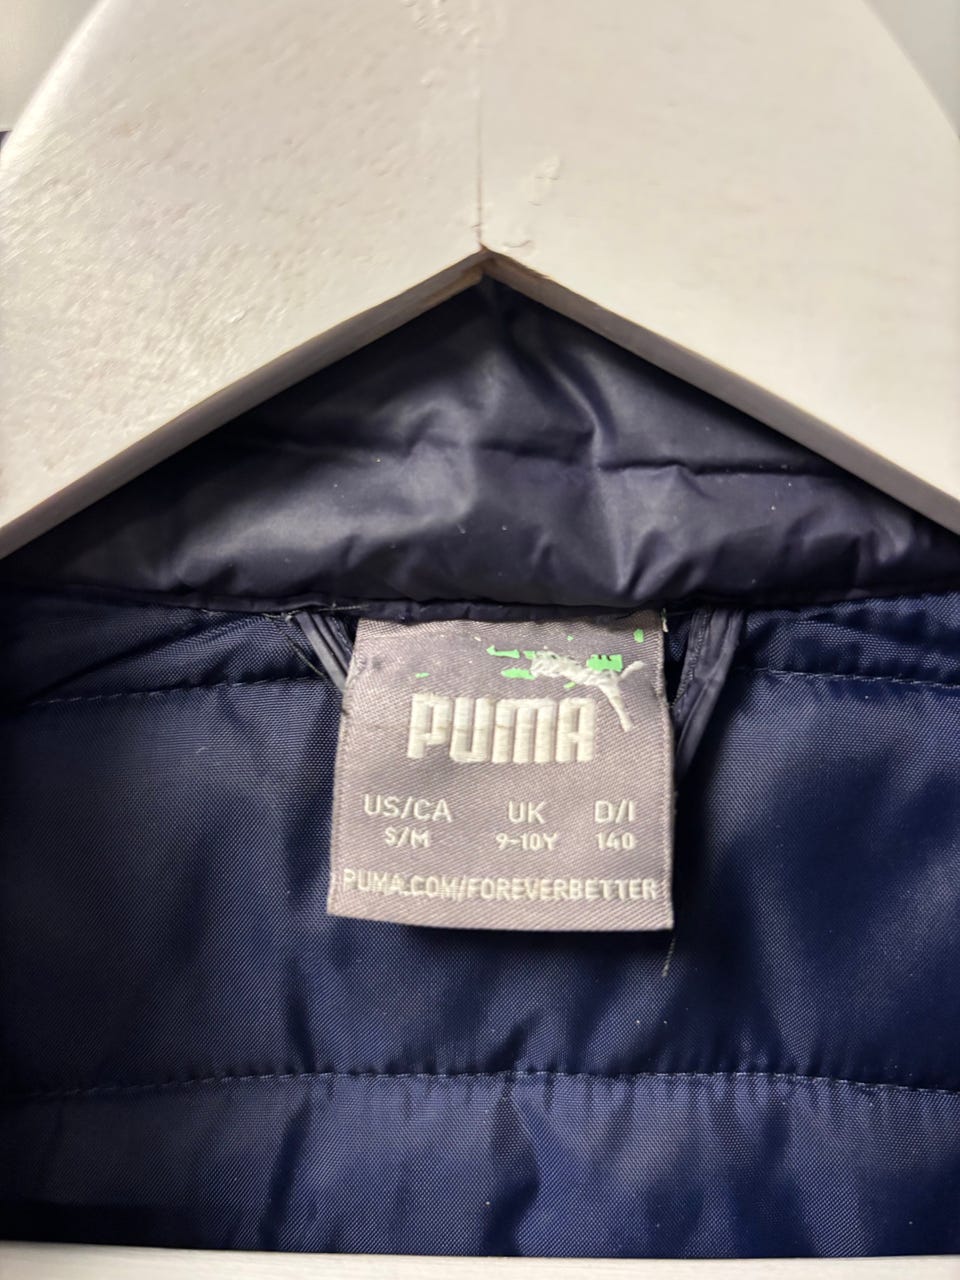 PUMA
US/CA UK D/I
S/M 9-10Y 140
PUMA.COM/FOREVERBETTER